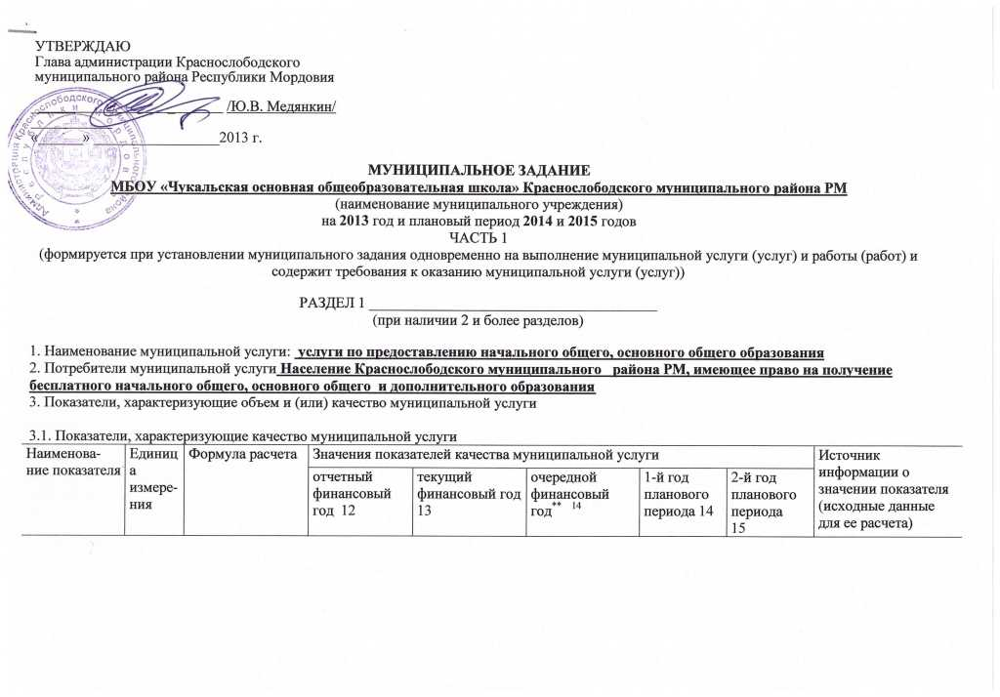 УТВЕРЖДАЮ
Глава администрации Краснослободского
муниципального района Республики Мордовия
/Ю.В. Медянкин/
«______» _________________2013 г.
МУНИЦИПАЛЬНОЕ ЗАДАНИЕ
МБОУ «Чукальская основная общеобразовательная школа» Краснослободского муниципального района РМ
(наименование муниципального учреждения)
на 2013 год и плановый период 2014 и 2015 годов
ЧАСТЬ 1
(формируется при установлении муниципального задания одновременно на выполнение муниципальной услуги (услуг) и работы (работ) и
содержит требования к оказанию муниципальной услуги (услуг))
РАЗДЕЛ 1 ______________________________________
(при наличии 2 и более разделов)
1. Наименование муниципальной услуги: услуги по предоставлению начального общего, основного общего образования
2. Потребители муниципальной услуги Население Краснослободского муниципального района РМ, имеющее право на получение
бесплатного начального общего, основного общего и дополнительного образования
3. Показатели, характеризующие объем и (или) качество муниципальной услуги
3.1. Показатели, характеризующие качество муниципальной услуги
Наименова-
ние показателя
Единиц
а
измере-
ния
Формула расчета
Значения показателей качества муниципальной услуги
отчетный
финансовый
год 12
текущий
финансовый год
13
очередной
финансовый
год** 14
1-й год
планового
периода 14
2-й год
планового
периода
15
Источник
информации о
значении показателя
(исходные данные
для ее расчета)